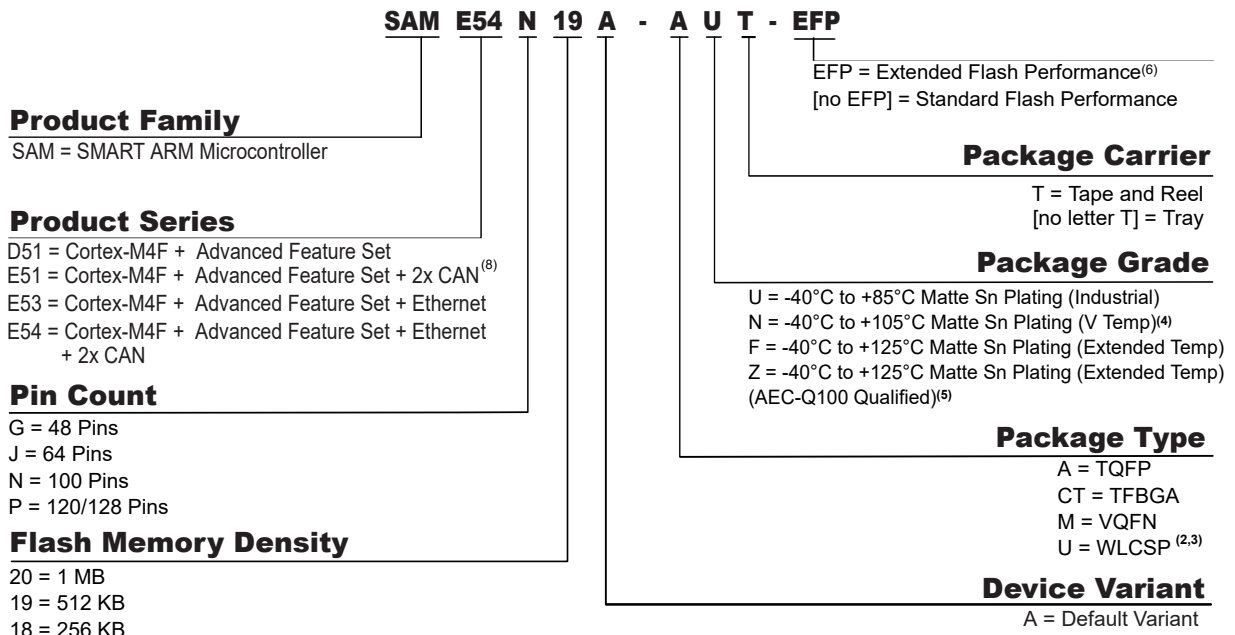 SAM E54 N 19 A - A U T - EFP
EFP = Extended Flash Performance(6)
[no EFP] = Standard Flash Performance
Product Family
SAM = SMART ARM Microcontroller
Product Series
D51 = Cortex-M4F + Advanced Feature Set
E51 = Cortex-M4F + Advanced Feature Set + 2x CAN(8)
E53 = Cortex-M4F + Advanced Feature Set + Ethernet
E54 = Cortex-M4F + Advanced Feature Set + Ethernet
+ 2x CAN
Pin Count
G = 48 Pins
J = 64 Pins
N = 100 Pins
P = 120/128 Pins
Flash Memory Density
20 = 1 MB
19 = 512 KB
18 = 256 KB
Package Carrier
T = Tape and Reel
[no letter T] = Tray
Package Grade
U = -40°C to +85°C Matte Sn Plating (Industrial)
N = -40°C to +105°C Matte Sn Plating (V Temp)(4)
F = -40°C to +125°C Matte Sn Plating (Extended Temp)
Z = -40°C to +125°C Matte Sn Plating (Extended Temp)
(AEC-Q100 Qualified)(5)
Package Type
A = TQFP
CT = TFBGA
M = VQFN
U = WLCSP (2,3)
Device Variant
A = Default Variant